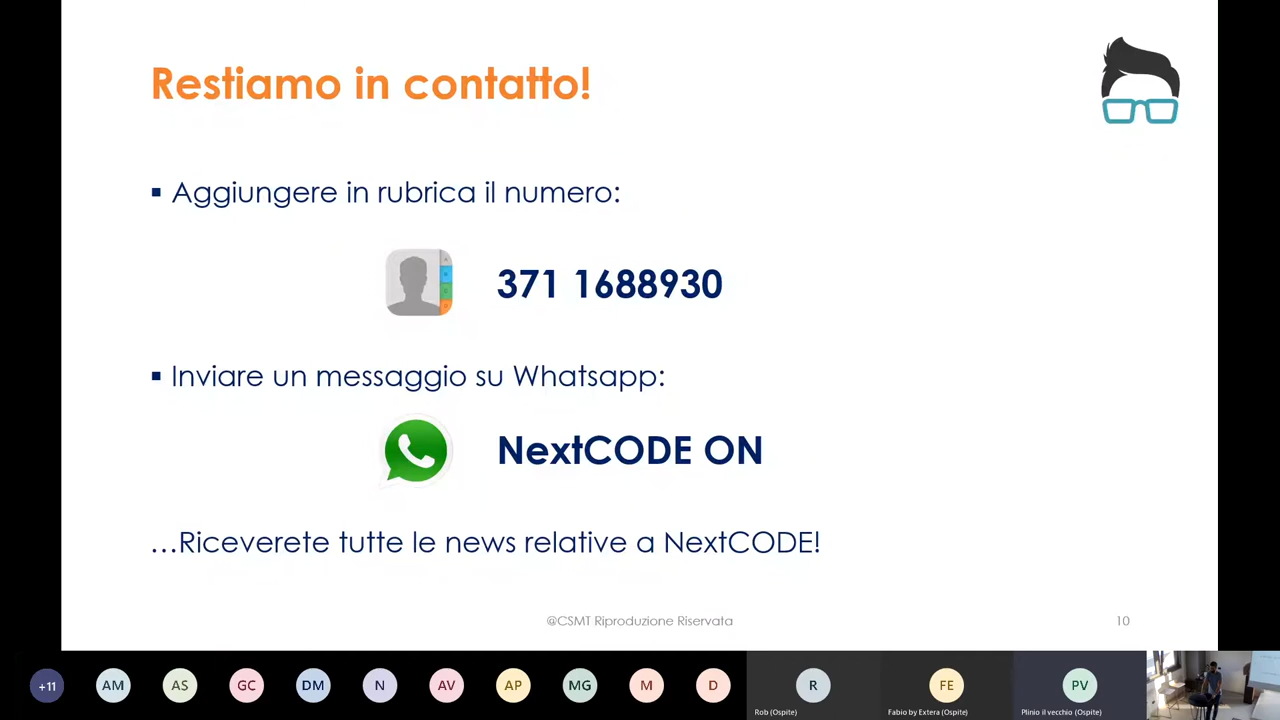 Restiamo in contatto!
▪ Aggiungere in rubrica il numero:
371 1688930
▪ Inviare un messaggio su Whatsapp:
NextCODE ON
…Riceverete tutte le news relative a NextCODE!
@CSMT Riproduzione Riservata
10
+11
AM
AS
GC
DM
N
AV
AP
MG
M
D
R
FE
PV
Rob (Ospite)
Fabio by Extera (Ospite)
Plinio il vecchio (Ospite)